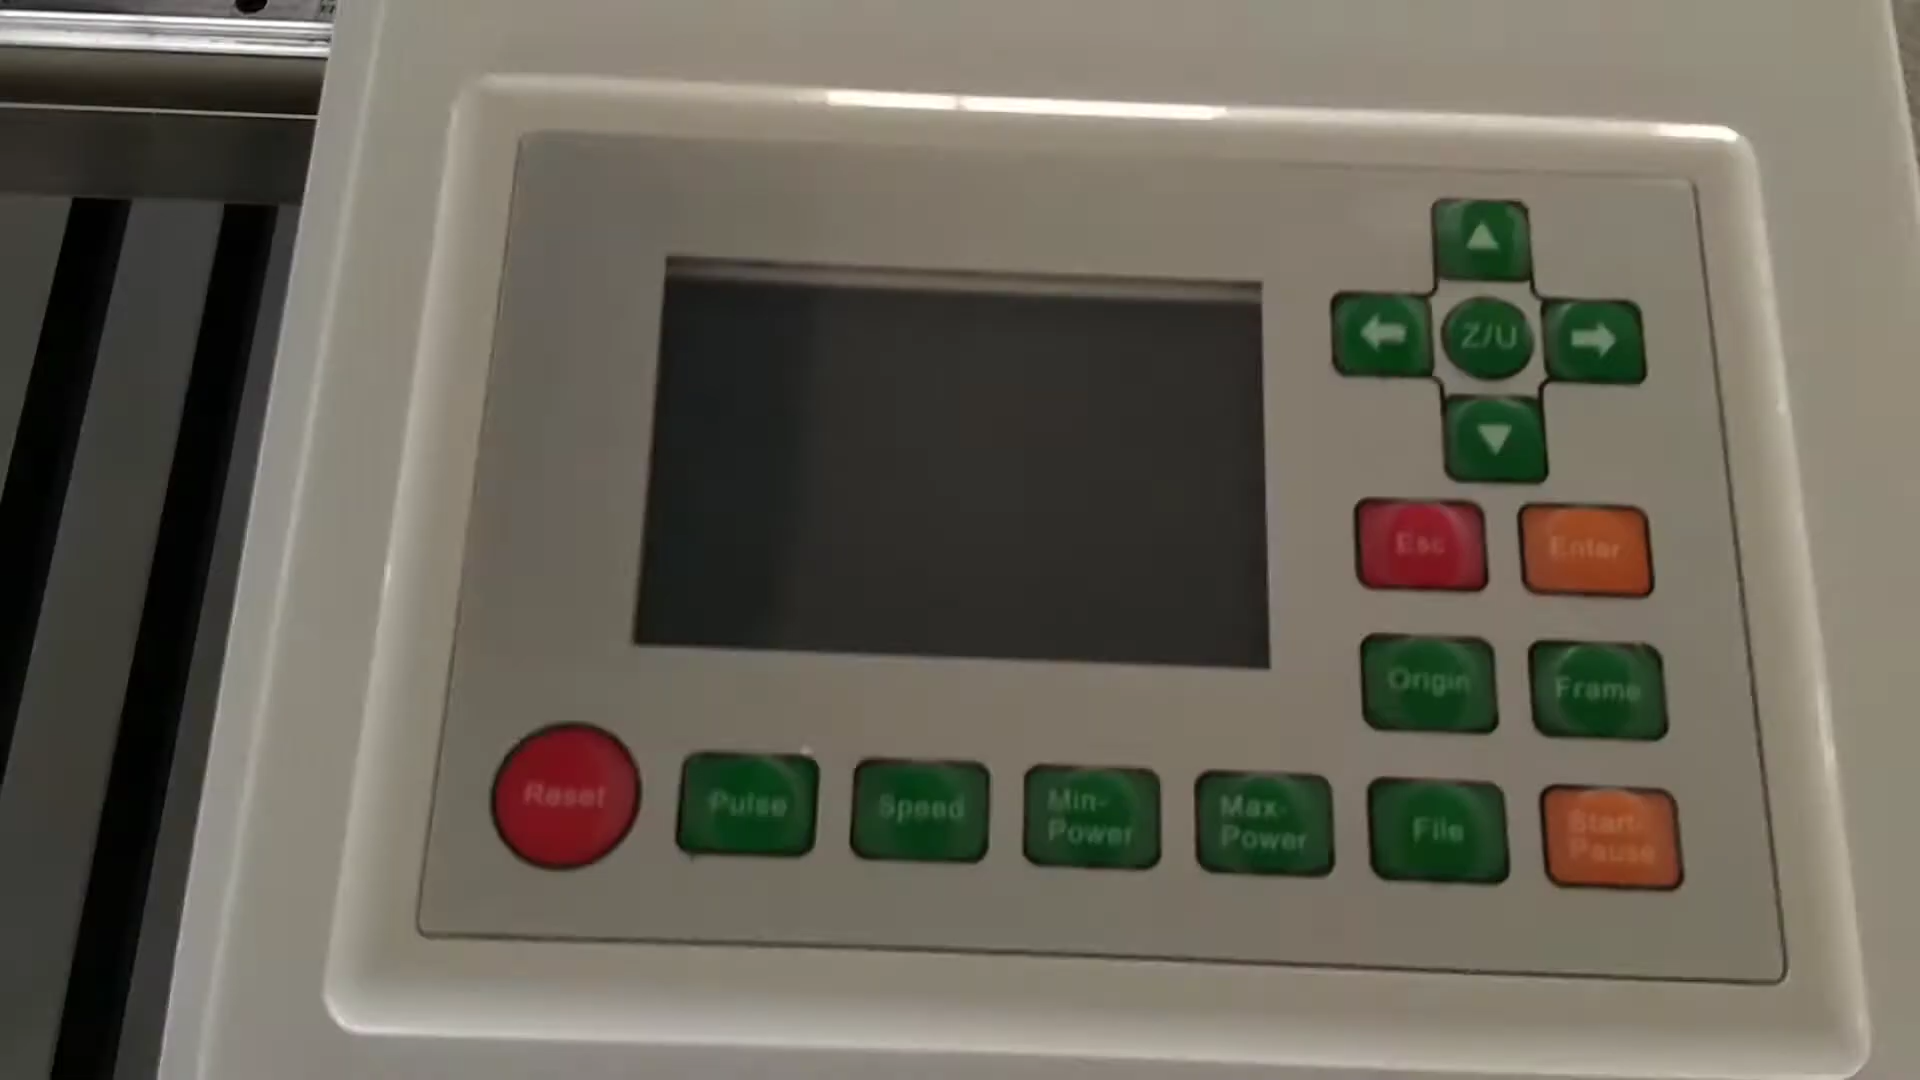 Z/U
Esc
Enter
Origin
Frame
Reset
Pulse
Speed
Min-
Power
Max-
Power
File
Start-
Pause